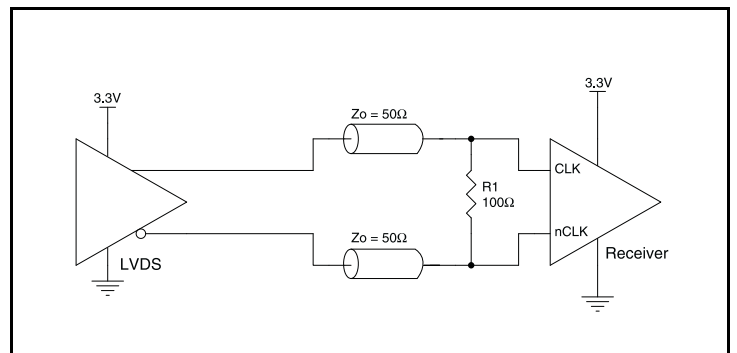 3.3V
3.3V
Zo = 50Ω
CLK
R1
100Ω
nCLK
Zo = 50Ω
LVDS
Receiver